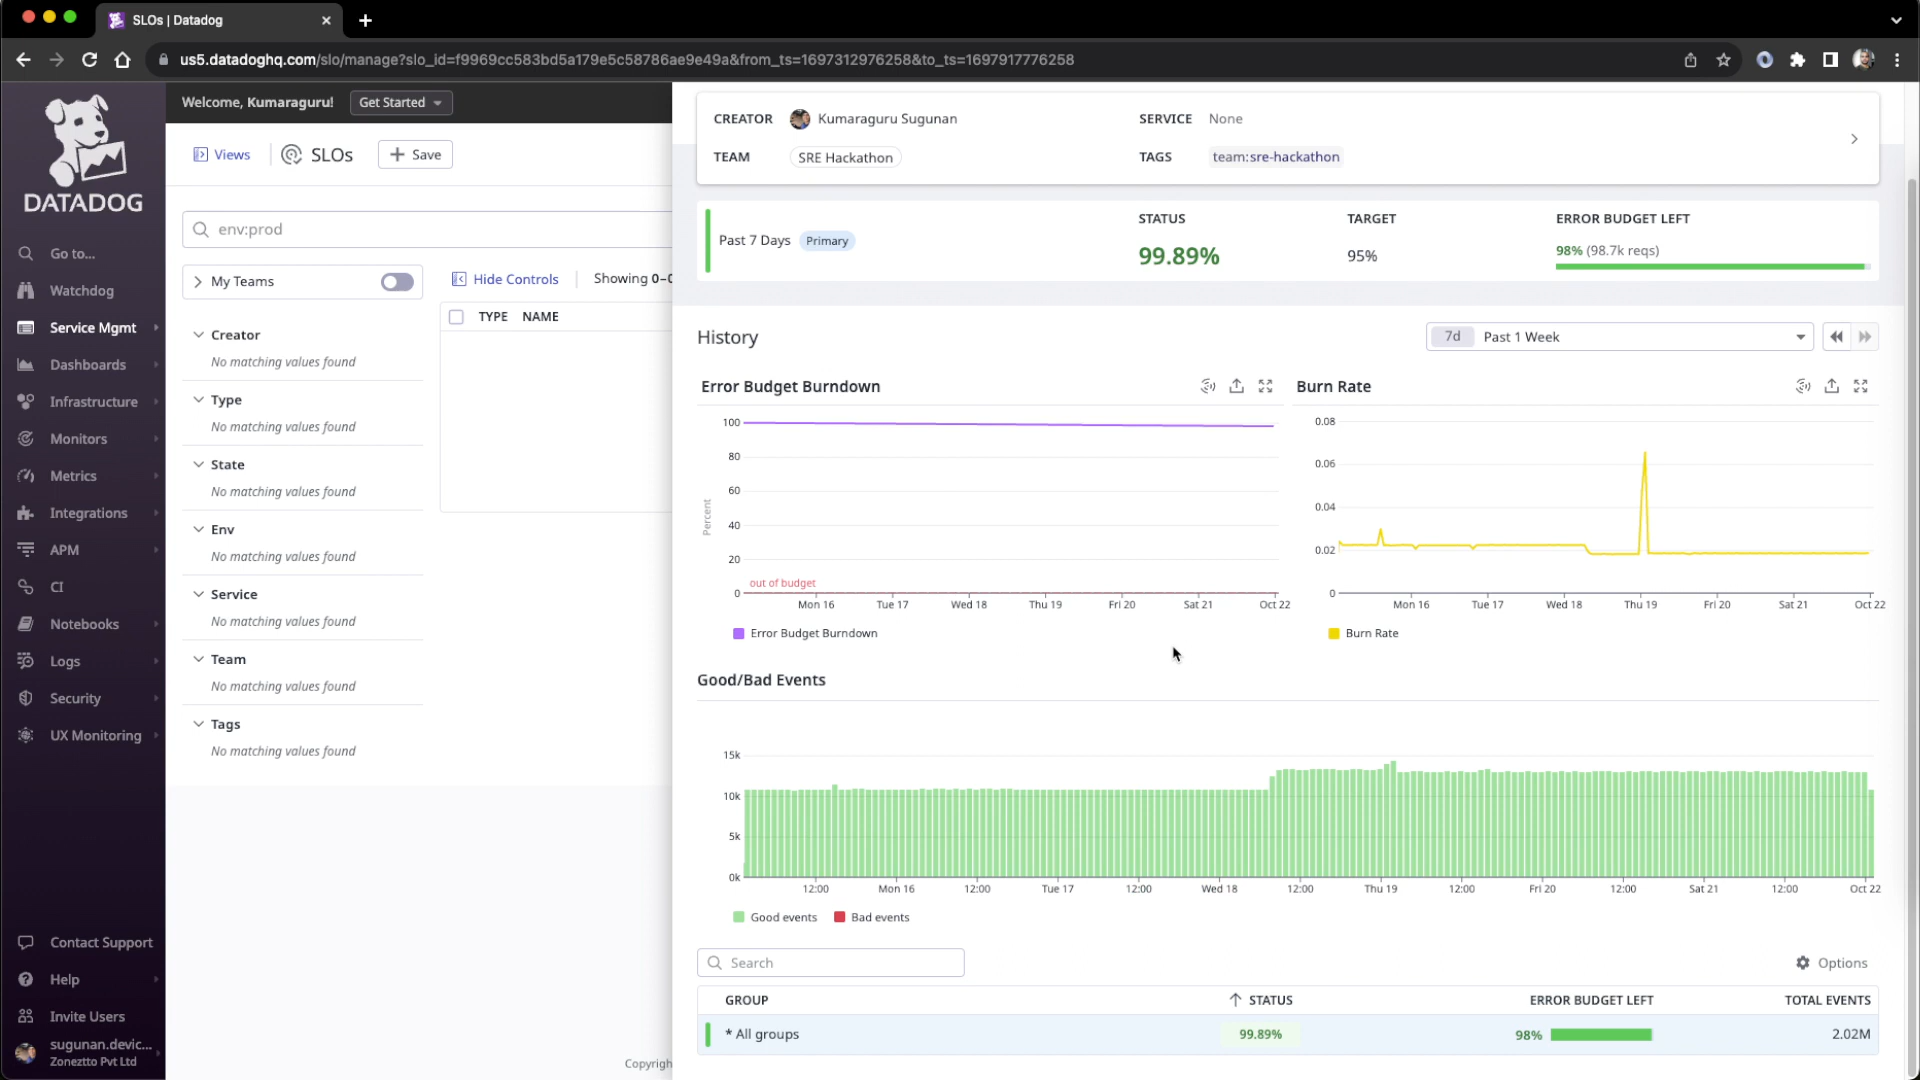 SLOs | Datadog
us5.datadoghq.com/slo/manage?slo_id=f9969cc583bd5a179e5c58786ae9e49a&from_ts=1697312976258&to_ts=1697917776258
DATADOG
Go to...
Watchdog
Service Mgmt
Dashboards
Infrastructure
Monitors
Metrics
Integrations
APM
CI
Notebooks
Logs
Security
UX Monitoring
Contact Support
Help
Invite Users
sugunan.devic...
Zoneztto Pvt Ltd
Welcome, Kumaraguru!
Get Started
Views
SLOs
+ Save
env:prod
My Teams
Hide Controls
Showing 0–0
TYPE NAME
Creator
No matching values found
Type
No matching values found
State
No matching values found
Env
No matching values found
Service
No matching values found
Team
No matching values found
Tags
No matching values found
Copyrigh
CREATOR Kumaraguru Sugunan
SERVICE None
TEAM SRE Hackathon
TAGS team:sre-hackathon
STATUS TARGET ERROR BUDGET LEFT
Past 7 Days Primary
99.89% 95% 98% (98.7k reqs)
History
7d Past 1 Week
Error Budget Burndown
100
80
60
40
20
0
Percent
out of budget
Mon 16 Tue 17 Wed 18 Thu 19 Fri 20 Sat 21 Oct 22
Error Budget Burndown
Burn Rate
0.08
0.06
0.04
0.02
0
Mon 16 Tue 17 Wed 18 Thu 19 Fri 20 Sat 21 Oct 22
Burn Rate
Good/Bad Events
15k
10k
5k
0k
12:00 Mon 16 12:00 Tue 17 12:00 Wed 18 12:00 Thu 19 12:00 Fri 20 12:00 Sat 21 12:00 Oct 22
Good events Bad events
Search
Options
GROUP STATUS ERROR BUDGET LEFT TOTAL EVENTS
* All groups 99.89% 98% 2.02M